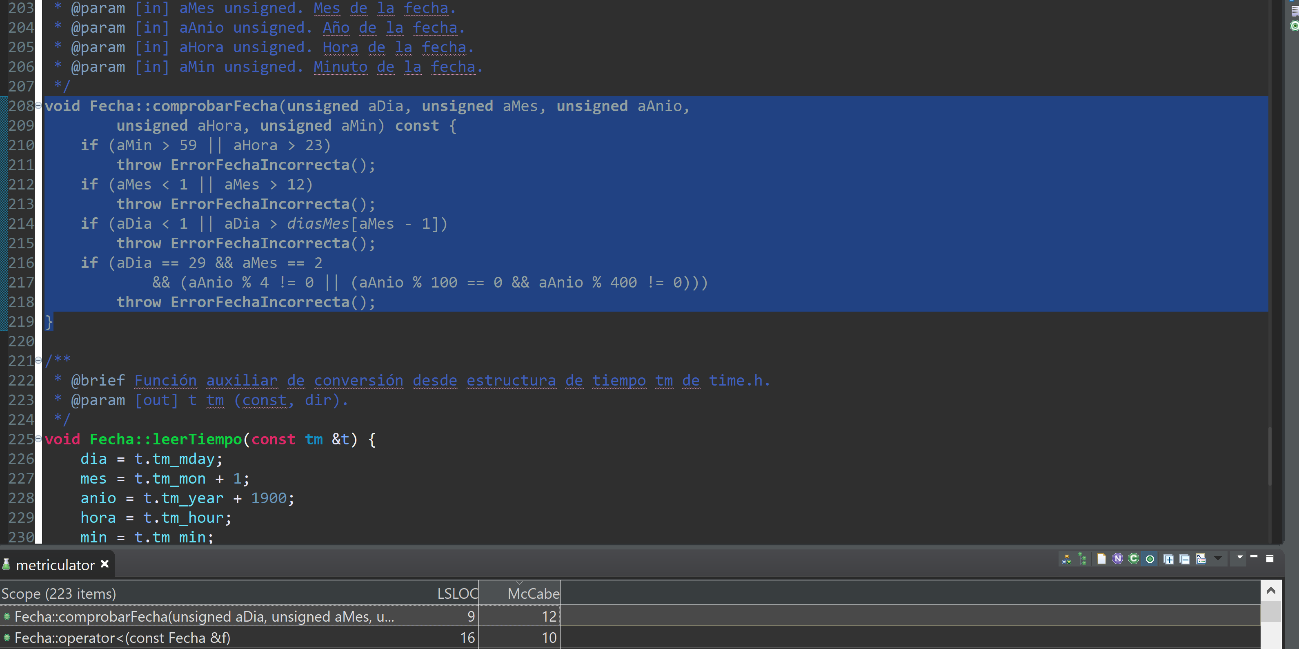 203 * @param [in] aMes unsigned. Mes de la fecha.
204 * @param [in] aAnio unsigned. Año de la fecha.
205 * @param [in] aHora unsigned. Hora de la fecha.
206 * @param [in] aMin unsigned. Minuto de la fecha.
207 */
208 void Fecha::comprobarFecha(unsigned aDia, unsigned aMes, unsigned aAnio,
209 unsigned aHora, unsigned aMin) const {
210 if (aMin > 59 || aHora > 23)
211 throw ErrorFechaIncorrecta();
212 if (aMes < 1 || aMes > 12)
213 throw ErrorFechaIncorrecta();
214 if (aDia < 1 || aDia > diasMes[aMes - 1])
215 throw ErrorFechaIncorrecta();
216 if (aDia == 29 && aMes == 2
217 && (aAnio % 4 != 0 || (aAnio % 100 == 0 && aAnio % 400 != 0)))
218 throw ErrorFechaIncorrecta();
219 }
220
221 /**
222 * @brief Función auxiliar de conversión desde estructura de tiempo tm de time.h.
223 * @param [out] t tm (const, dir).
224 */
225 void Fecha::leerTiempo(const tm &t) {
226 dia = t.tm_mday;
227 mes = t.tm_mon + 1;
228 anio = t.tm_year + 1900;
229 hora = t.tm_hour;
230 min = t.tm_min;
metriculator
Scope (223 items) LSLOC McCabe
Fecha::comprobarFecha(unsigned aDia, unsigned aMes, u... 9 12
Fecha::operator<(const Fecha &f) 16 10